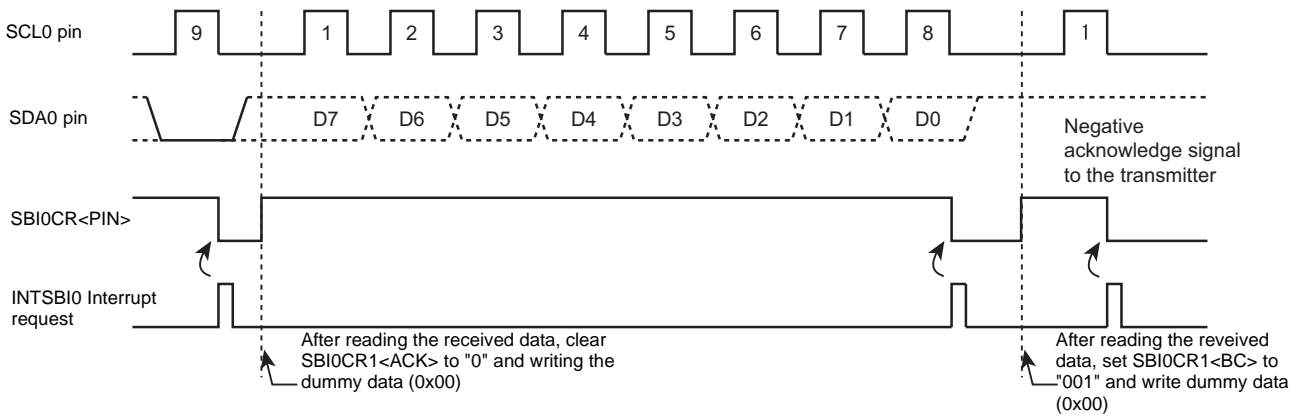 SCL0 pin
9 1 2 3 4 5 6 7 8 1
SDA0 pin
D7 D6 D5 D4 D3 D2 D1 D0
Negative
acknowledge signal
to the transmitter
SBI0CR<PIN>
INTSBI0 Interrupt
request
After reading the received data, clear
SBI0CR1<ACK> to "0" and writing the
dummy data (0x00)
After reading the reveived
data, set SBI0CR1<BC> to
"001" and write dummy data
(0x00)